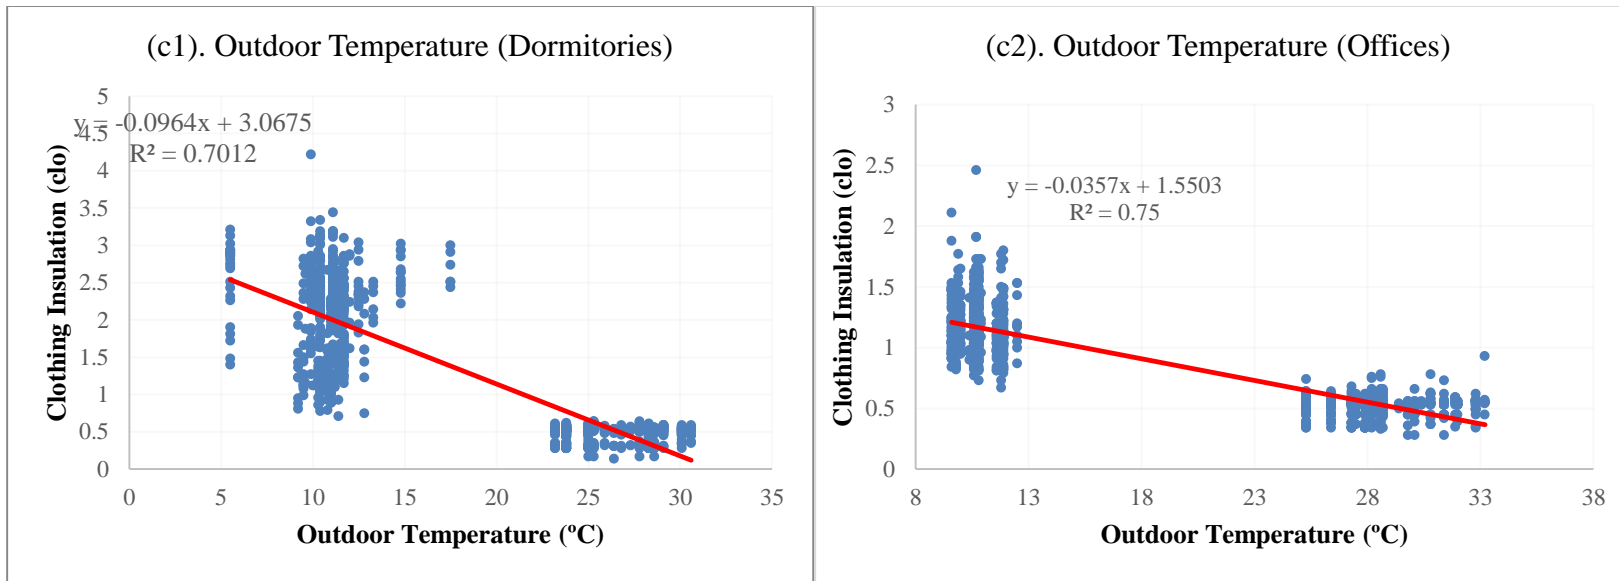 (c1). Outdoor Temperature (Dormitories)
5
y = -0.0964x + 3.0675
4.5
R² = 0.7012
4
3.5
3
2.5
2
1.5
1
0.5
0
Clothing Insulation (clo)
0 5 10 15 20 25 30 35
Outdoor Temperature (ºC)
(c2). Outdoor Temperature (Offices)
3
2.5
y = -0.0357x + 1.5503
R² = 0.75
2
1.5
1
0.5
0
Clothing Insulation (clo)
8 13 18 23 28 33 38
Outdoor Temperature (ºC)